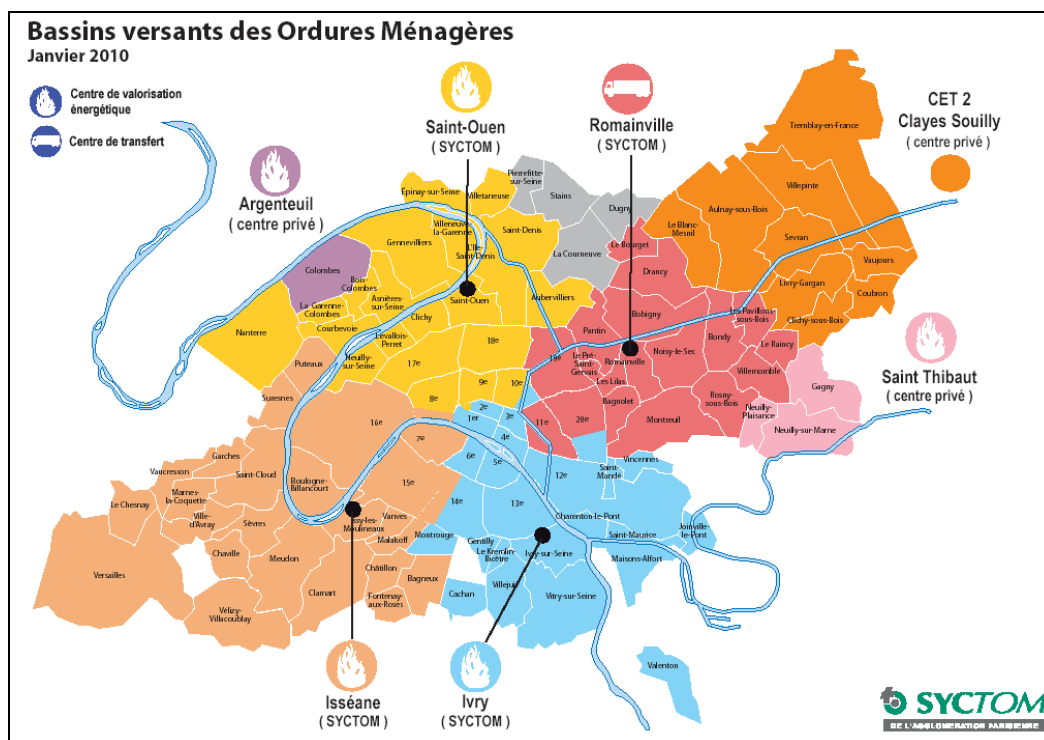 Bassins versants des Ordures Ménagères
Janvier 2010
Centre de valorisation
énergétique
Centre de transfert
Saint-Ouen
(SYCTOM)
Romainville
(SYCTOM)
CET 2
Clayes Souilly
(centre privé)
Argenteuil
( centre privé)
Saint Thibaut
(centre privé)
Isséane
( SYCTOM)
Ivry
( SYCTOM)
Tremblay-en-France
Villepinte
Aulnay-sous-Bois
Le Blanc-
Mesnil
Sevran
Vaujours
Livry-Gargan
Coubron
Clichy-sous-Bois
Pierrefitte-
sur-Seine
Stains
Dugny
La Courneuve
Épinay-sur-Seine
Villetaneuse
Villeneuve-
la-Garenne
Saint-Denis
L'Ile-
Saint-Denis
Gennevilliers
Colombes
Bois-
Colombes
La Garenne-
Colombes
Asnières-
sur-Seine
Nanterre
Courbevoie
Clichy
Saint-Ouen
Aubervilliers
Levallois-
Perret
Neuilly-
sur-Seine
17e
18e
8e
9e
10e
Le Bourget
Drancy
Bobigny
Pantin
Les Pavillons-
sous-Bois
Bondy
Le Raincy
19e
Le Pré-
Saint-
Gervais
Romainville
Noisy-le-Sec
Les Lilas
Villemomble
Bagnolet
Rosny-
sous-Bois
Montreuil
11e
20e
Gagny
Neuilly-
Plaisance
Neuilly-sur-Marne
Puteaux
Suresnes
16e
7e
15e
Garches
Vaucresson
Saint-Cloud
Marnes-
la-Coquette
Boulogne-
Billancourt
Le Chesnay
Ville-
d'Avray
Sèvres
Issy-les-
Moulineaux
Vanves
Malakoff
Chaville
Meudon
Châtillon
Versailles
Clamart
Bagneux
Fontenay-
aux-Roses
Vélizy-
Villacoublay
1er
2e
3e
4e
5e
6e
12e
13e
14e
Saint-
Mandé
Vincennes
Charenton-le-Pont
Saint-Maurice
Joinville-
le-Pont
Maisons-Alfort
Montrouge
Gentilly
Le Kremlin-
Bicêtre
Ivry-sur-Seine
Cachan
Villejuif
Vitry-sur-Seine
Valenton
SYCTOM
DE L'AGGLOMÉRATION PARISIENNE